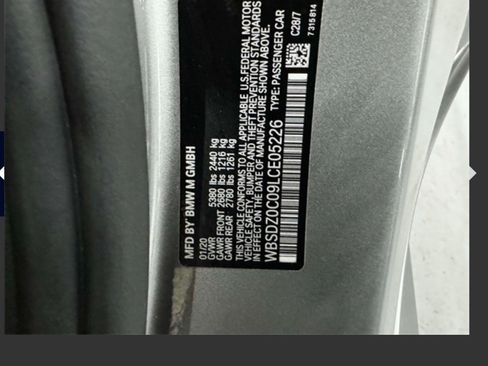 MFD BY: BMW M GMBH
01/20
GVWR 5380 lbs 2440 kg
GAWR FRONT 2680 lbs 1216 kg
GAWR REAR 2780 lbs 1261 kg
THIS VEHICLE CONFORMS TO ALL APPLICABLE U.S.FEDERAL MOTOR
VEHICLE SAFETY, BUMPER AND THEFT PREVENTION STANDARDS
IN EFFECT ON THE DATE OF MANUFACTURE SHOWN ABOVE.
WBSDZ0C09LCE05226 TYPE: PASSENGER CAR
C28/7
7315814